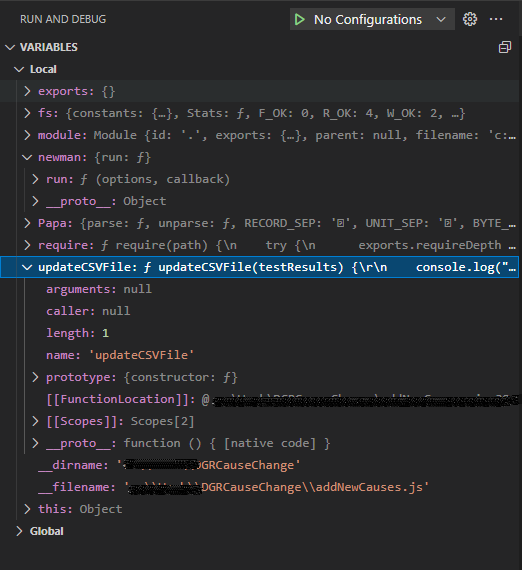 RUN AND DEBUG
No Configurations
VARIABLES
Local
exports: {}
fs: {constants: {…}, Stats: ƒ, F_OK: 0, R_OK: 4, W_OK: 2, …}
module: Module {id: '.', exports: {…}, parent: null, filename: 'c:…
newman: {run: ƒ}
run: ƒ (options, callback)
__proto__: Object
Papa: {parse: ƒ, unparse: ƒ, RECORD_SEP: '␞', UNIT_SEP: '␟', BYTE_…
require: ƒ require(path) {\n    try {\n      exports.requireDepth …
updateCSVFile: ƒ updateCSVFile(testResults) {\r\n    console.log("…
arguments: null
caller: null
length: 1
name: 'updateCSVFile'
prototype: {constructor: ƒ}
[[FunctionLocation]]: @
[[Scopes]]: Scopes[2]
__proto__: function () { [native code] }
__dirname: ' DGRCauseChange'
__filename: ' DGRCauseChange\\addNewCauses.js'
this: Object
Global